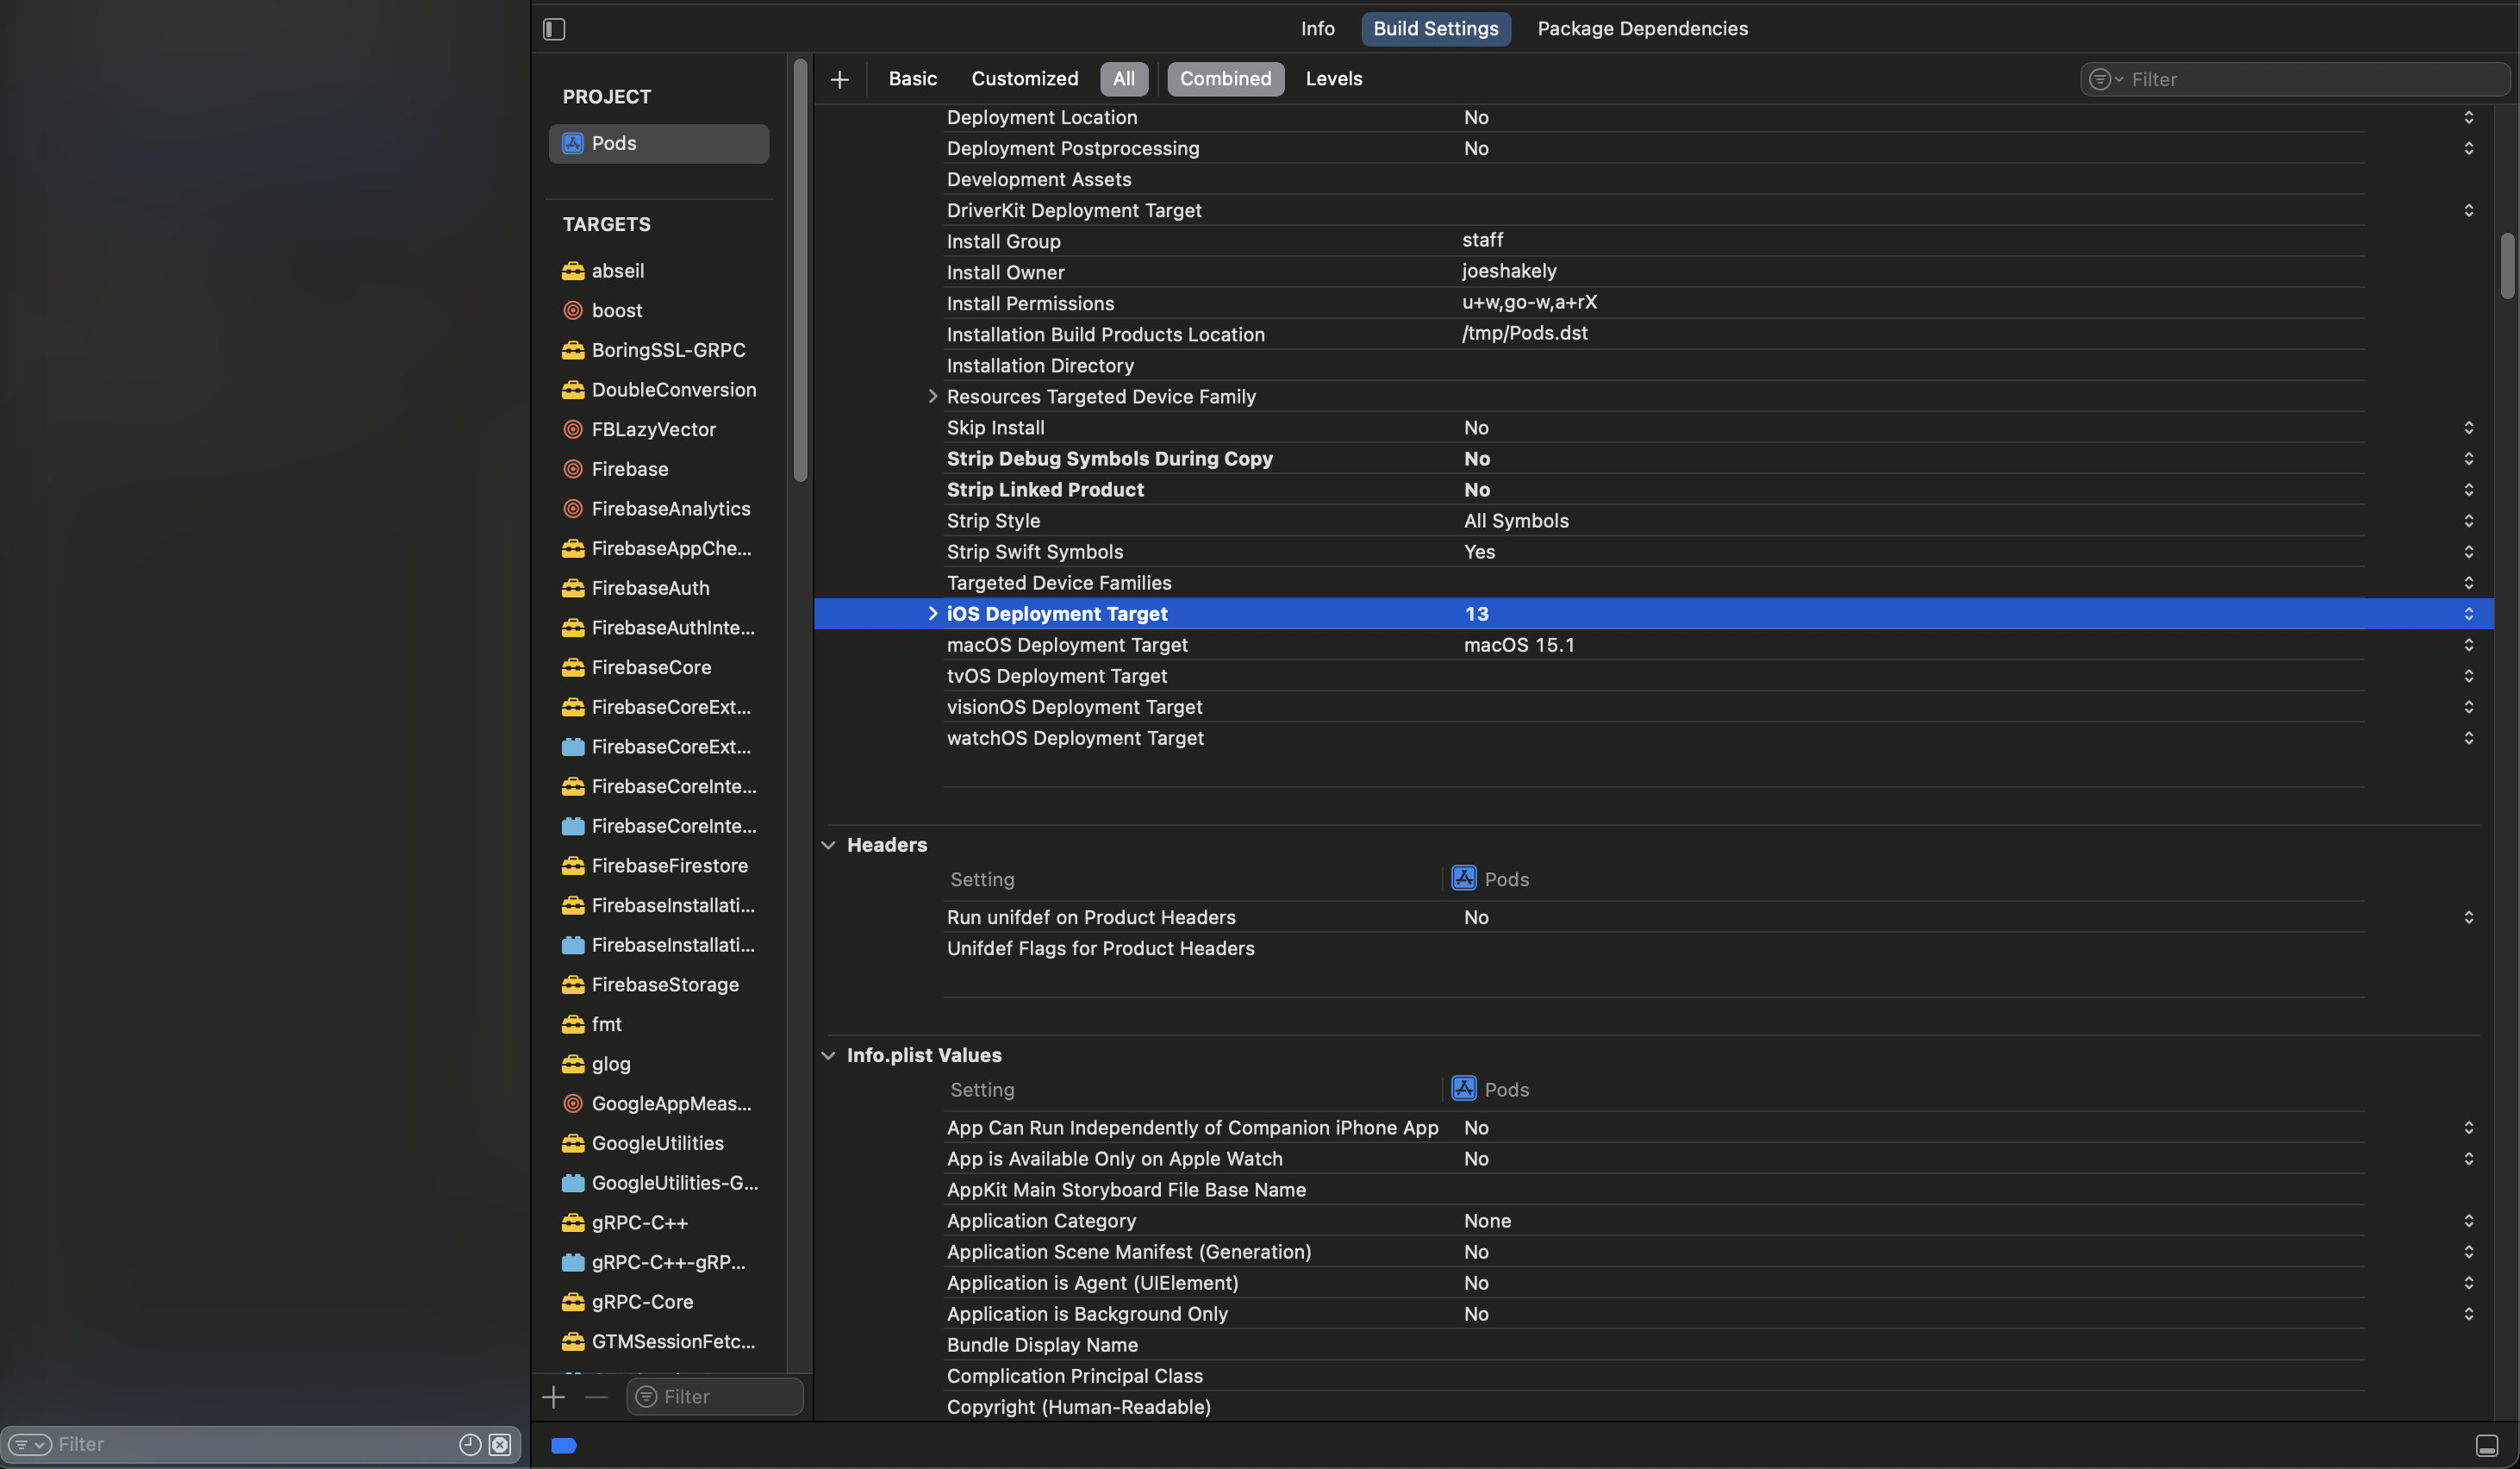 Info
Build Settings
Package Dependencies
Basic
Customized
All
Combined
Levels
Filter
PROJECT
Pods
TARGETS
abseil
boost
BoringSSL-GRPC
DoubleConversion
FBLazyVector
Firebase
FirebaseAnalytics
FirebaseAppChe...
FirebaseAuth
FirebaseAuthInte...
FirebaseCore
FirebaseCoreExt...
FirebaseCoreExt...
FirebaseCoreInte...
FirebaseCoreInte...
FirebaseFirestore
FirebaseInstallati...
FirebaseInstallati...
FirebaseStorage
fmt
glog
GoogleAppMeas...
GoogleUtilities
GoogleUtilities-G...
gRPC-C++
gRPC-C++-gRP...
gRPC-Core
GTMSessionFetc...
Filter
Deployment Location No
Deployment Postprocessing No
Development Assets
DriverKit Deployment Target
Install Group staff
Install Owner joeshakely
Install Permissions u+w,go-w,a+rX
Installation Build Products Location /tmp/Pods.dst
Installation Directory
Resources Targeted Device Family
Skip Install No
Strip Debug Symbols During Copy No
Strip Linked Product No
Strip Style All Symbols
Strip Swift Symbols Yes
Targeted Device Families
iOS Deployment Target 13
macOS Deployment Target macOS 15.1
tvOS Deployment Target
visionOS Deployment Target
watchOS Deployment Target
Headers
Setting Pods
Run unifdef on Product Headers No
Unifdef Flags for Product Headers
Info.plist Values
Setting Pods
App Can Run Independently of Companion iPhone App No
App is Available Only on Apple Watch No
AppKit Main Storyboard File Base Name
Application Category None
Application Scene Manifest (Generation) No
Application is Agent (UIElement) No
Application is Background Only No
Bundle Display Name
Complication Principal Class
Copyright (Human-Readable)
Filter